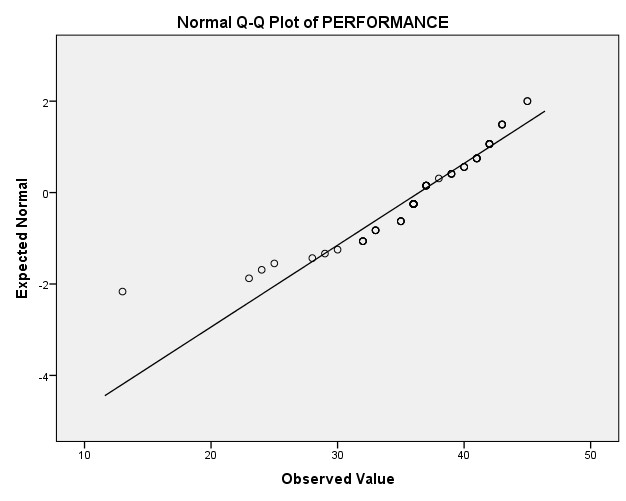 Normal Q-Q Plot of PERFORMANCE
Expected Normal
2
0
-2
-4
10 20 30 40 50
Observed Value